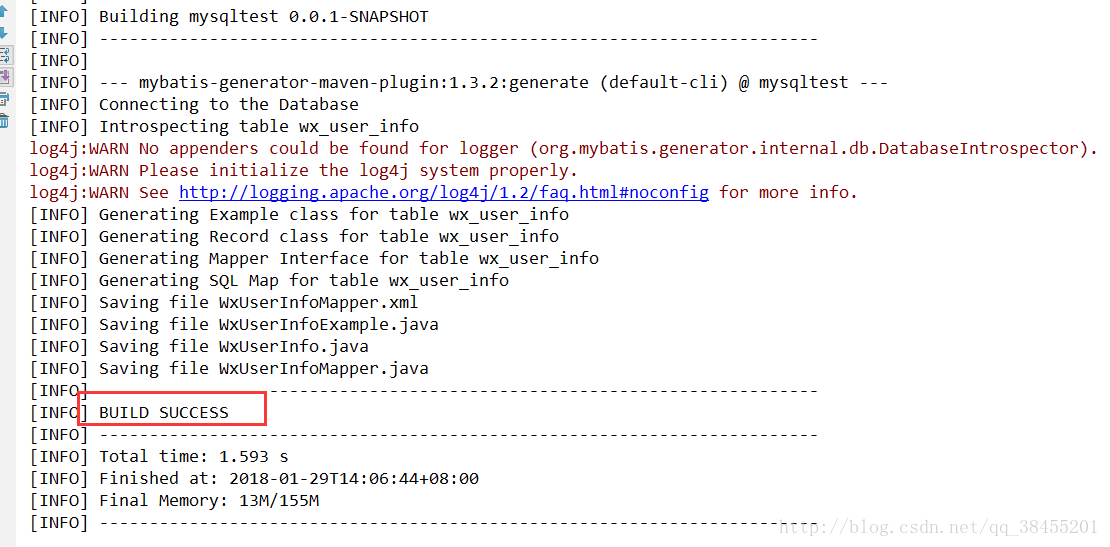 [INFO] Building mysqltest 0.0.1-SNAPSHOT
[INFO] ------------------------------------------------------------------------
[INFO]
[INFO] --- mybatis-generator-maven-plugin:1.3.2:generate (default-cli) @ mysqltest ---
[INFO] Connecting to the Database
[INFO] Introspecting table wx_user_info
log4j:WARN No appenders could be found for logger (org.mybatis.generator.internal.db.DatabaseIntrospector).
log4j:WARN Please initialize the log4j system properly.
log4j:WARN See http://logging.apache.org/log4j/1.2/faq.html#noconfig for more info.
[INFO] Generating Example class for table wx_user_info
[INFO] Generating Record class for table wx_user_info
[INFO] Generating Mapper Interface for table wx_user_info
[INFO] Generating SQL Map for table wx_user_info
[INFO] Saving file WxUserInfoMapper.xml
[INFO] Saving file WxUserInfoExample.java
[INFO] Saving file WxUserInfo.java
[INFO] Saving file WxUserInfoMapper.java
[INFO] ------------------------------------------------------------------------
[INFO] BUILD SUCCESS
[INFO] ------------------------------------------------------------------------
[INFO] Total time: 1.593 s
[INFO] Finished at: 2018-01-29T14:06:44+08:00
[INFO] Final Memory: 13M/155M
[INFO] ------------------------------------------------------------------------
http://blog.csdn.net/qq_38455201